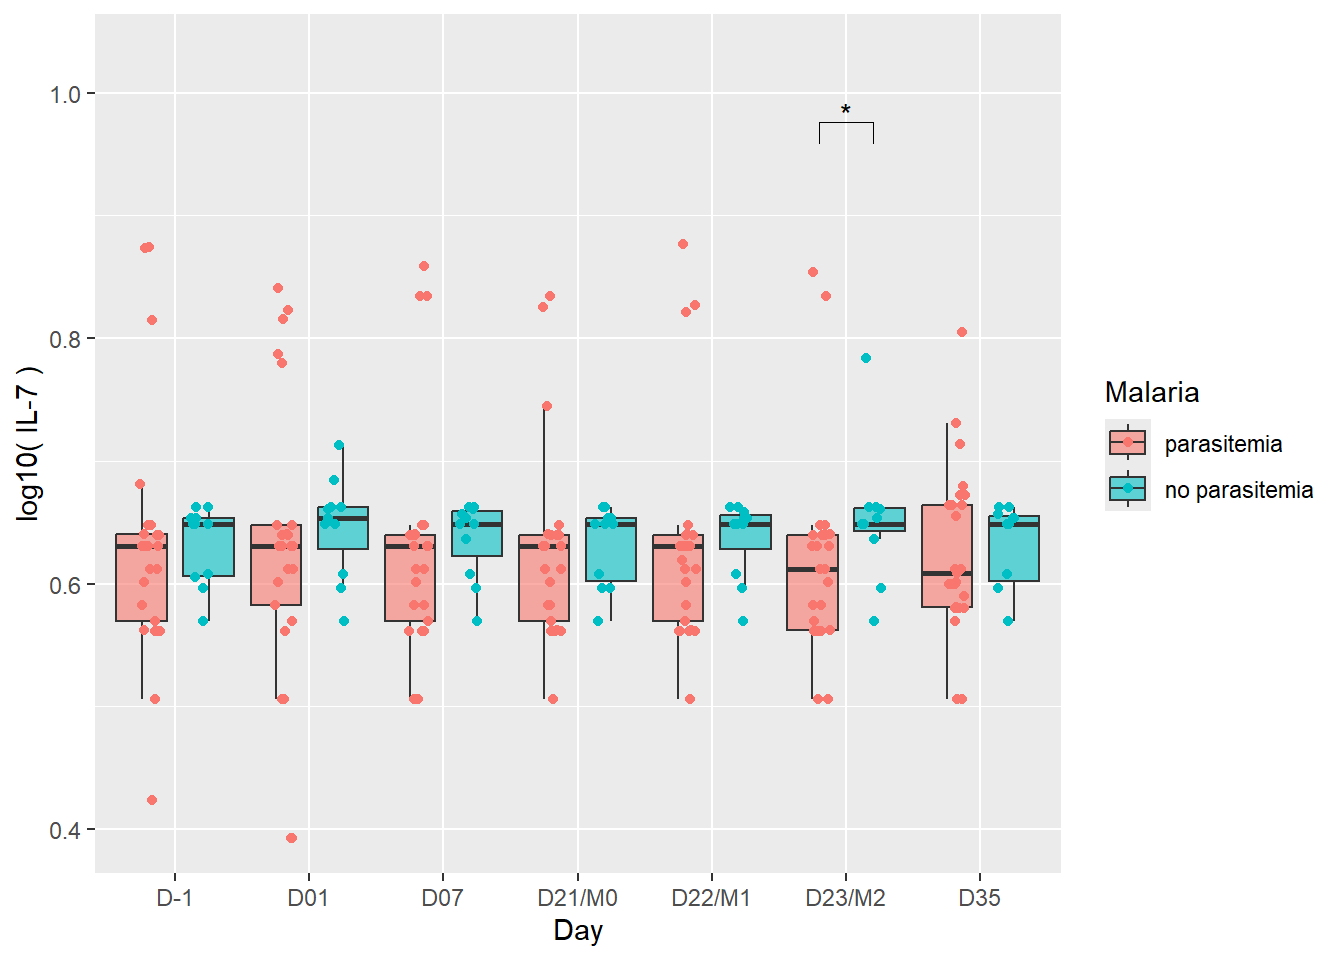 log10( IL-7 )
1.0
0.8
0.6
0.4
*
D-1 D01 D07 D21/M0 D22/M1 D23/M2 D35
Day
Malaria
parasitemia
no parasitemia